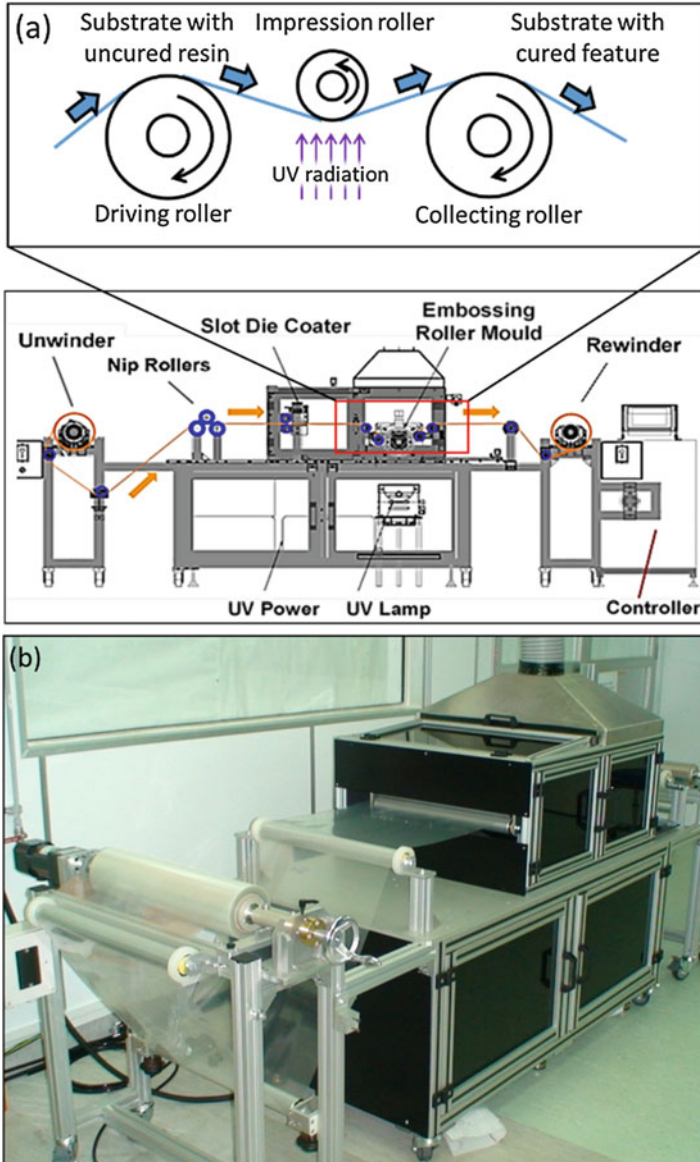 (a)
Substrate with
uncured resin
Impression roller
Substrate with
cured feature
UV radiation
Driving roller
Collecting roller
Slot Die Coater
Embossing
Roller Mould
Unwinder
Nip Rollers
Rewinder
UV Power
UV Lamp
Controller
(b)